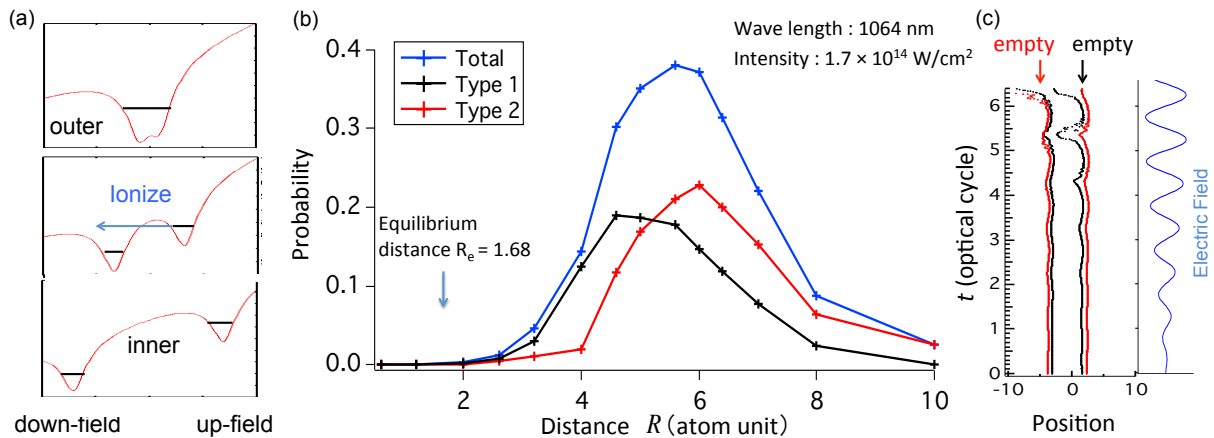 (a)
outer
Ionize
inner
down-field
up-field
(b)
Wave length : 1064 nm
Intensity : 1.7 × 10¹⁴ W/cm²
Total
Type 1
Type 2
Equilibrium
distance Rₑ = 1.68
Probability
0.4
0.3
0.2
0.1
0.0
2
4
6
8
10
Distance R (atom unit)
(c)
empty
empty
t (optical cycle)
6
5
4
3
2
1
0
-10
0
10
Position
Electric Field